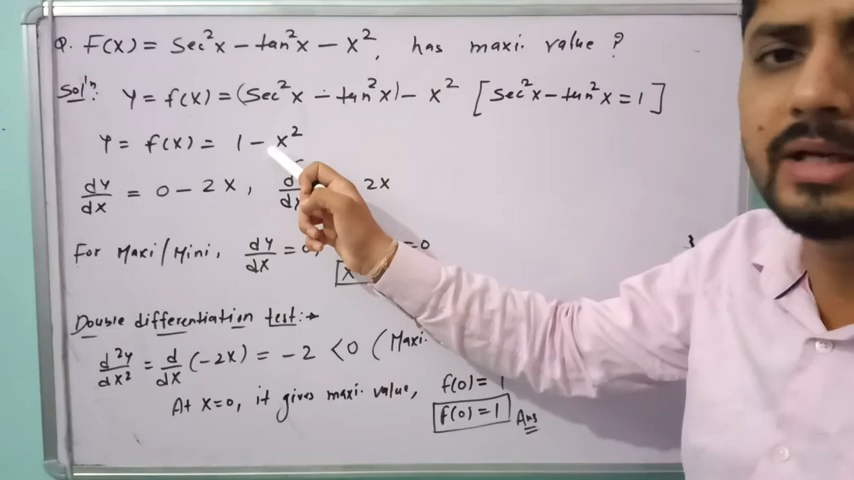 Q. F(x) = Sec²x – tan²x – x², has maxi. value ?
Sol'n: Y = f(x) = (Sec²x – tan²x) – x² [Sec²x – tan²x = 1]
Y = f(x) = 1 – x²
dy/dx = 0 – 2x, 2x
For Maxi/Mini, dy/dx = 0, = 0
Double differentiation test:→
d²y/dx² = d/dx (-2x) = -2 < 0 (Maxi.
At x=0, it gives maxi value, f(0) = 1
f(0) = 1 Ans